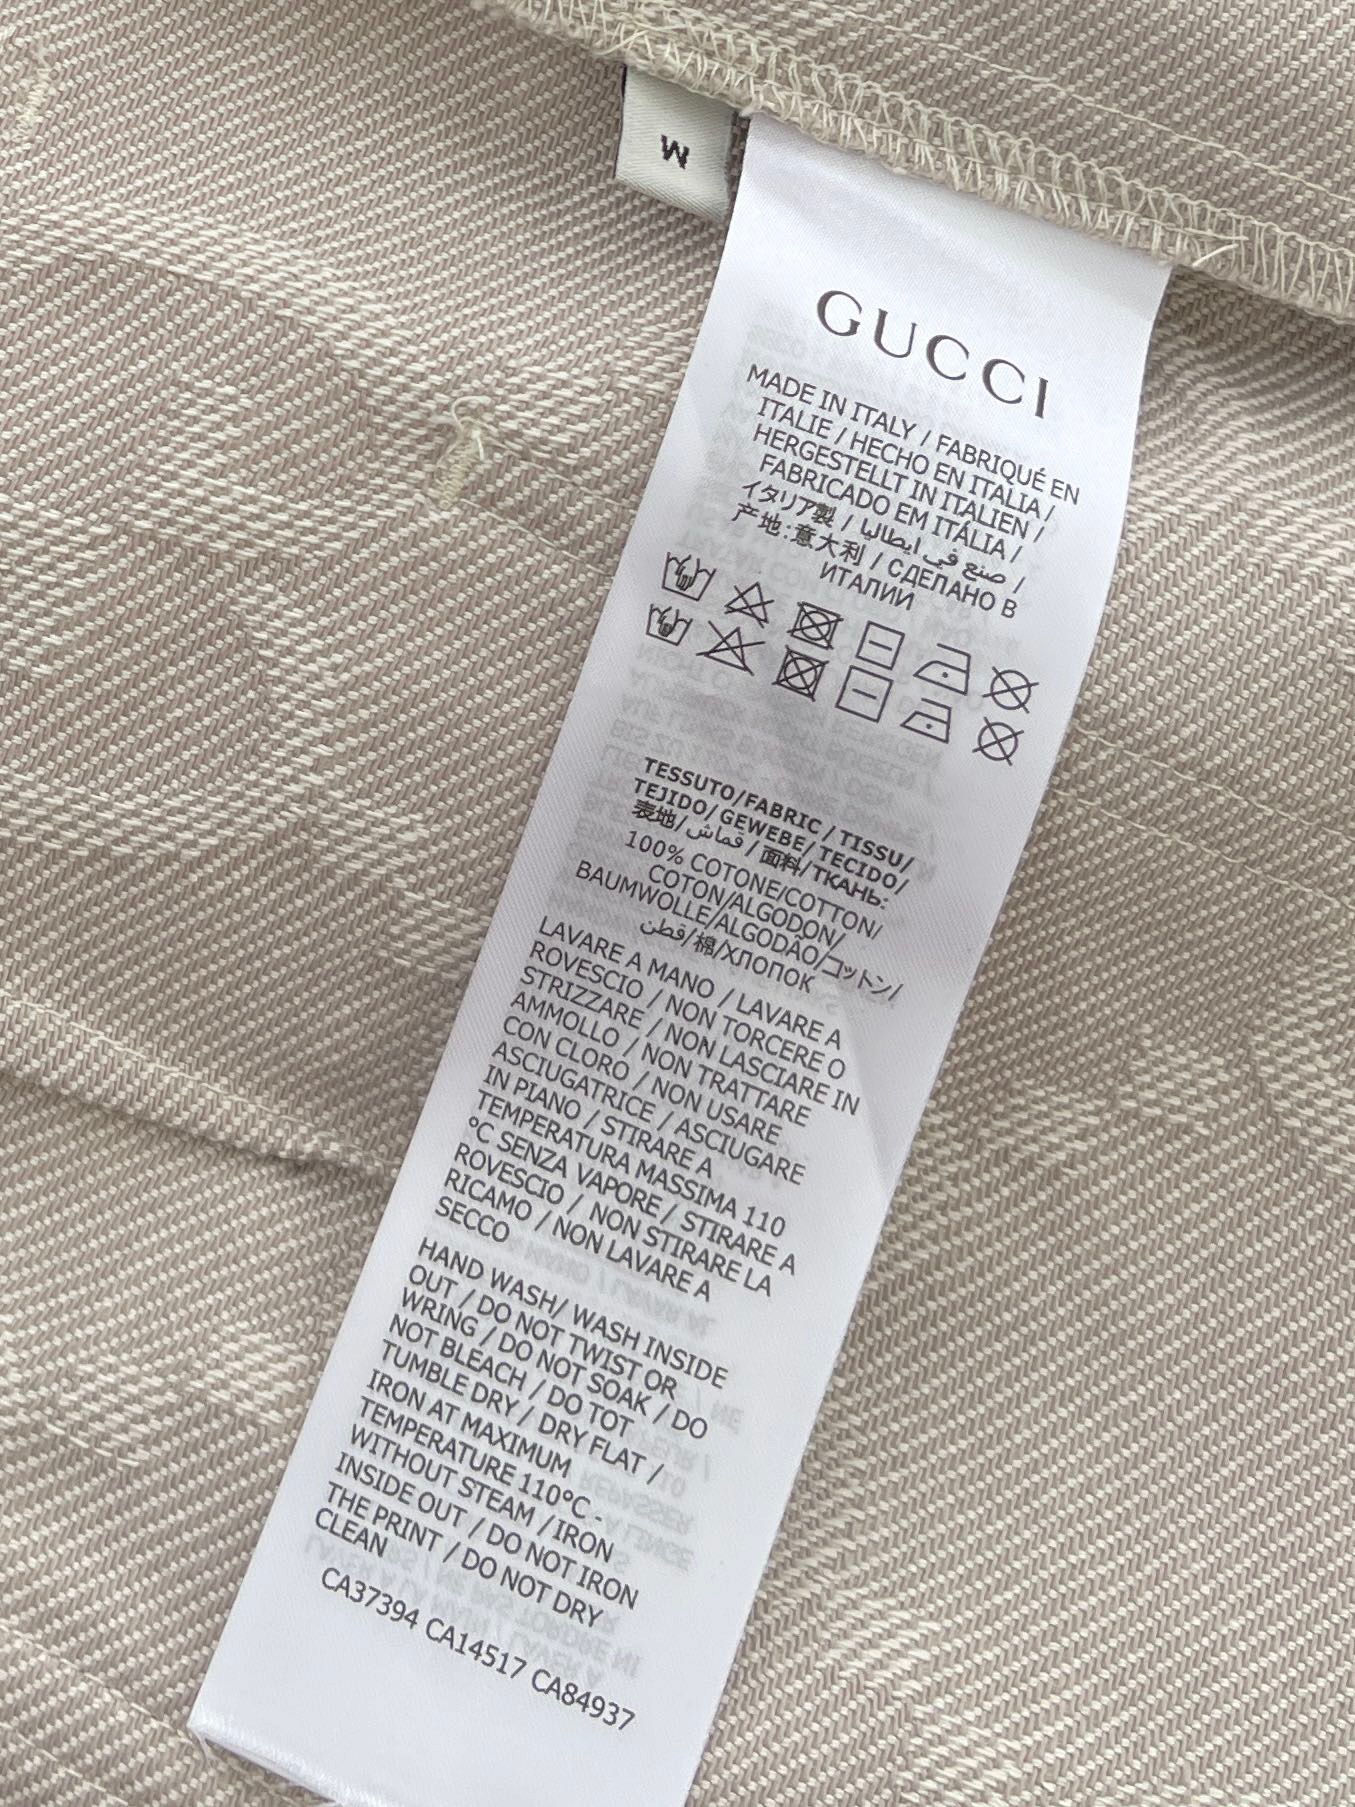 M
GUCCI
MADE IN ITALY / FABRIQUÉ EN
ITALIE / HECHO EN ITALIA /
HERGESTELLT IN ITALIEN /
FABRICADO EM ITÁLIA /
イタリア製 / صنع في ايطاليا /
产地:意大利 / СДЕЛАНО В
ИТАЛИИ
TESSUTO/FABRIC / TISSU/
TEJIDO/ GEWEBE/ TECIDO/
表地/ قماش / 面料/ТКАНЬ:
100% COTONE/COTTON/
COTON/ALGODON/
BAUMWOLLE/ALGODÃO/コットン/
قطن/棉/ХЛОПОК
LAVARE A MANO / LAVARE A
ROVESCIO / NON TORCERE O
STRIZZARE / NON LASCIARE IN
AMMOLLO / NON TRATTARE
CON CLORO / NON USARE
ASCIUGATRICE / ASCIUGARE
IN PIANO / STIRARE A
TEMPERATURA MASSIMA 110
°C SENZA VAPORE / STIRARE A
ROVESCIO / NON STIRARE LA
RICAMO / NON LAVARE A
SECCO
HAND WASH/ WASH INSIDE
OUT / DO NOT TWIST OR
WRING / DO NOT SOAK / DO
NOT BLEACH / DO TOT
TUMBLE DRY / DRY FLAT /
IRON AT MAXIMUM
TEMPERATURE 110°C -
WITHOUT STEAM / IRON
INSIDE OUT / DO NOT IRON
THE PRINT / DO NOT DRY
CLEAN
CA37394 CA14517 CA84937